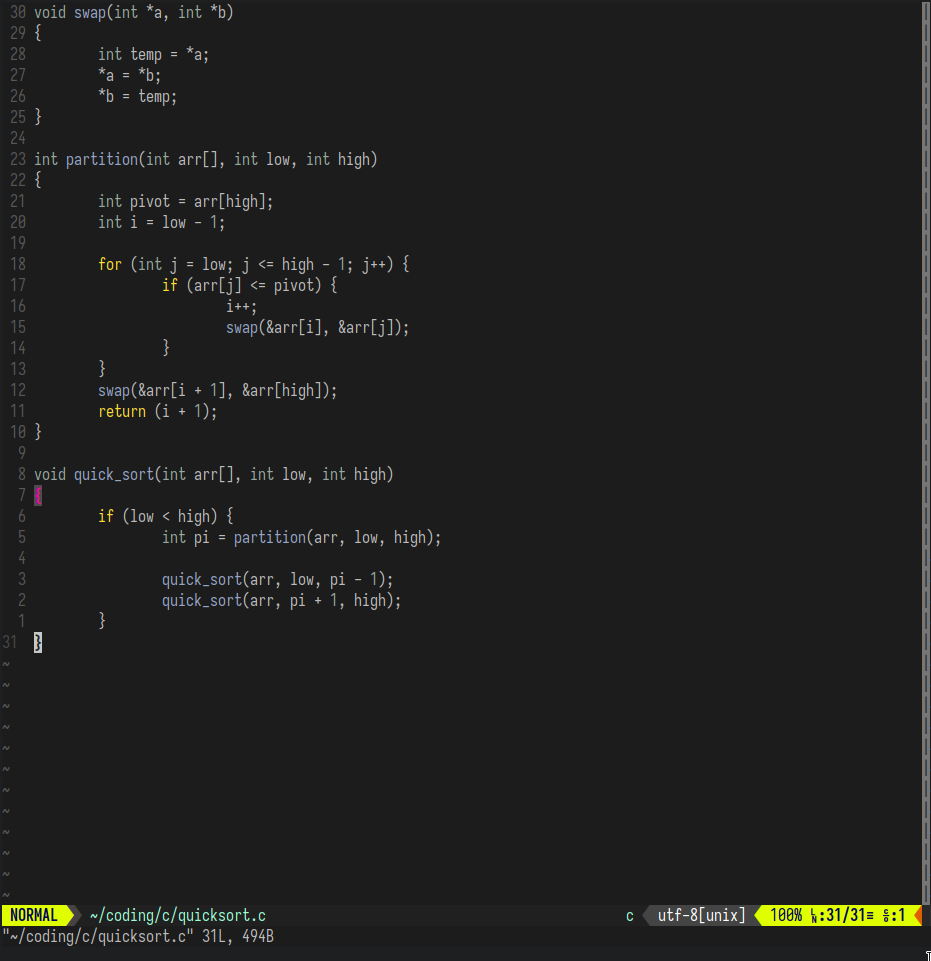 30 void swap(int *a, int *b)
29 {
28         int temp = *a;
27         *a = *b;
26         *b = temp;
25 }
24
23 int partition(int arr[], int low, int high)
22 {
21         int pivot = arr[high];
20         int i = low - 1;
19
18         for (int j = low; j <= high - 1; j++) {
17                 if (arr[j] <= pivot) {
16                         i++;
15                         swap(&arr[i], &arr[j]);
14                 }
13         }
12         swap(&arr[i + 1], &arr[high]);
11         return (i + 1);
10 }
9
8 void quick_sort(int arr[], int low, int high)
7 {
6         if (low < high) {
5                 int pi = partition(arr, low, high);
4
3                 quick_sort(arr, low, pi - 1);
2                 quick_sort(arr, pi + 1, high);
1         }
31 }
~
~
~
~
~
~
~
~
~
~
~
~
NORMAL ~/coding/c/quicksort.c c utf-8[unix] 100% ␊:31/31≡ ℅:1
"~/coding/c/quicksort.c" 31L, 494B